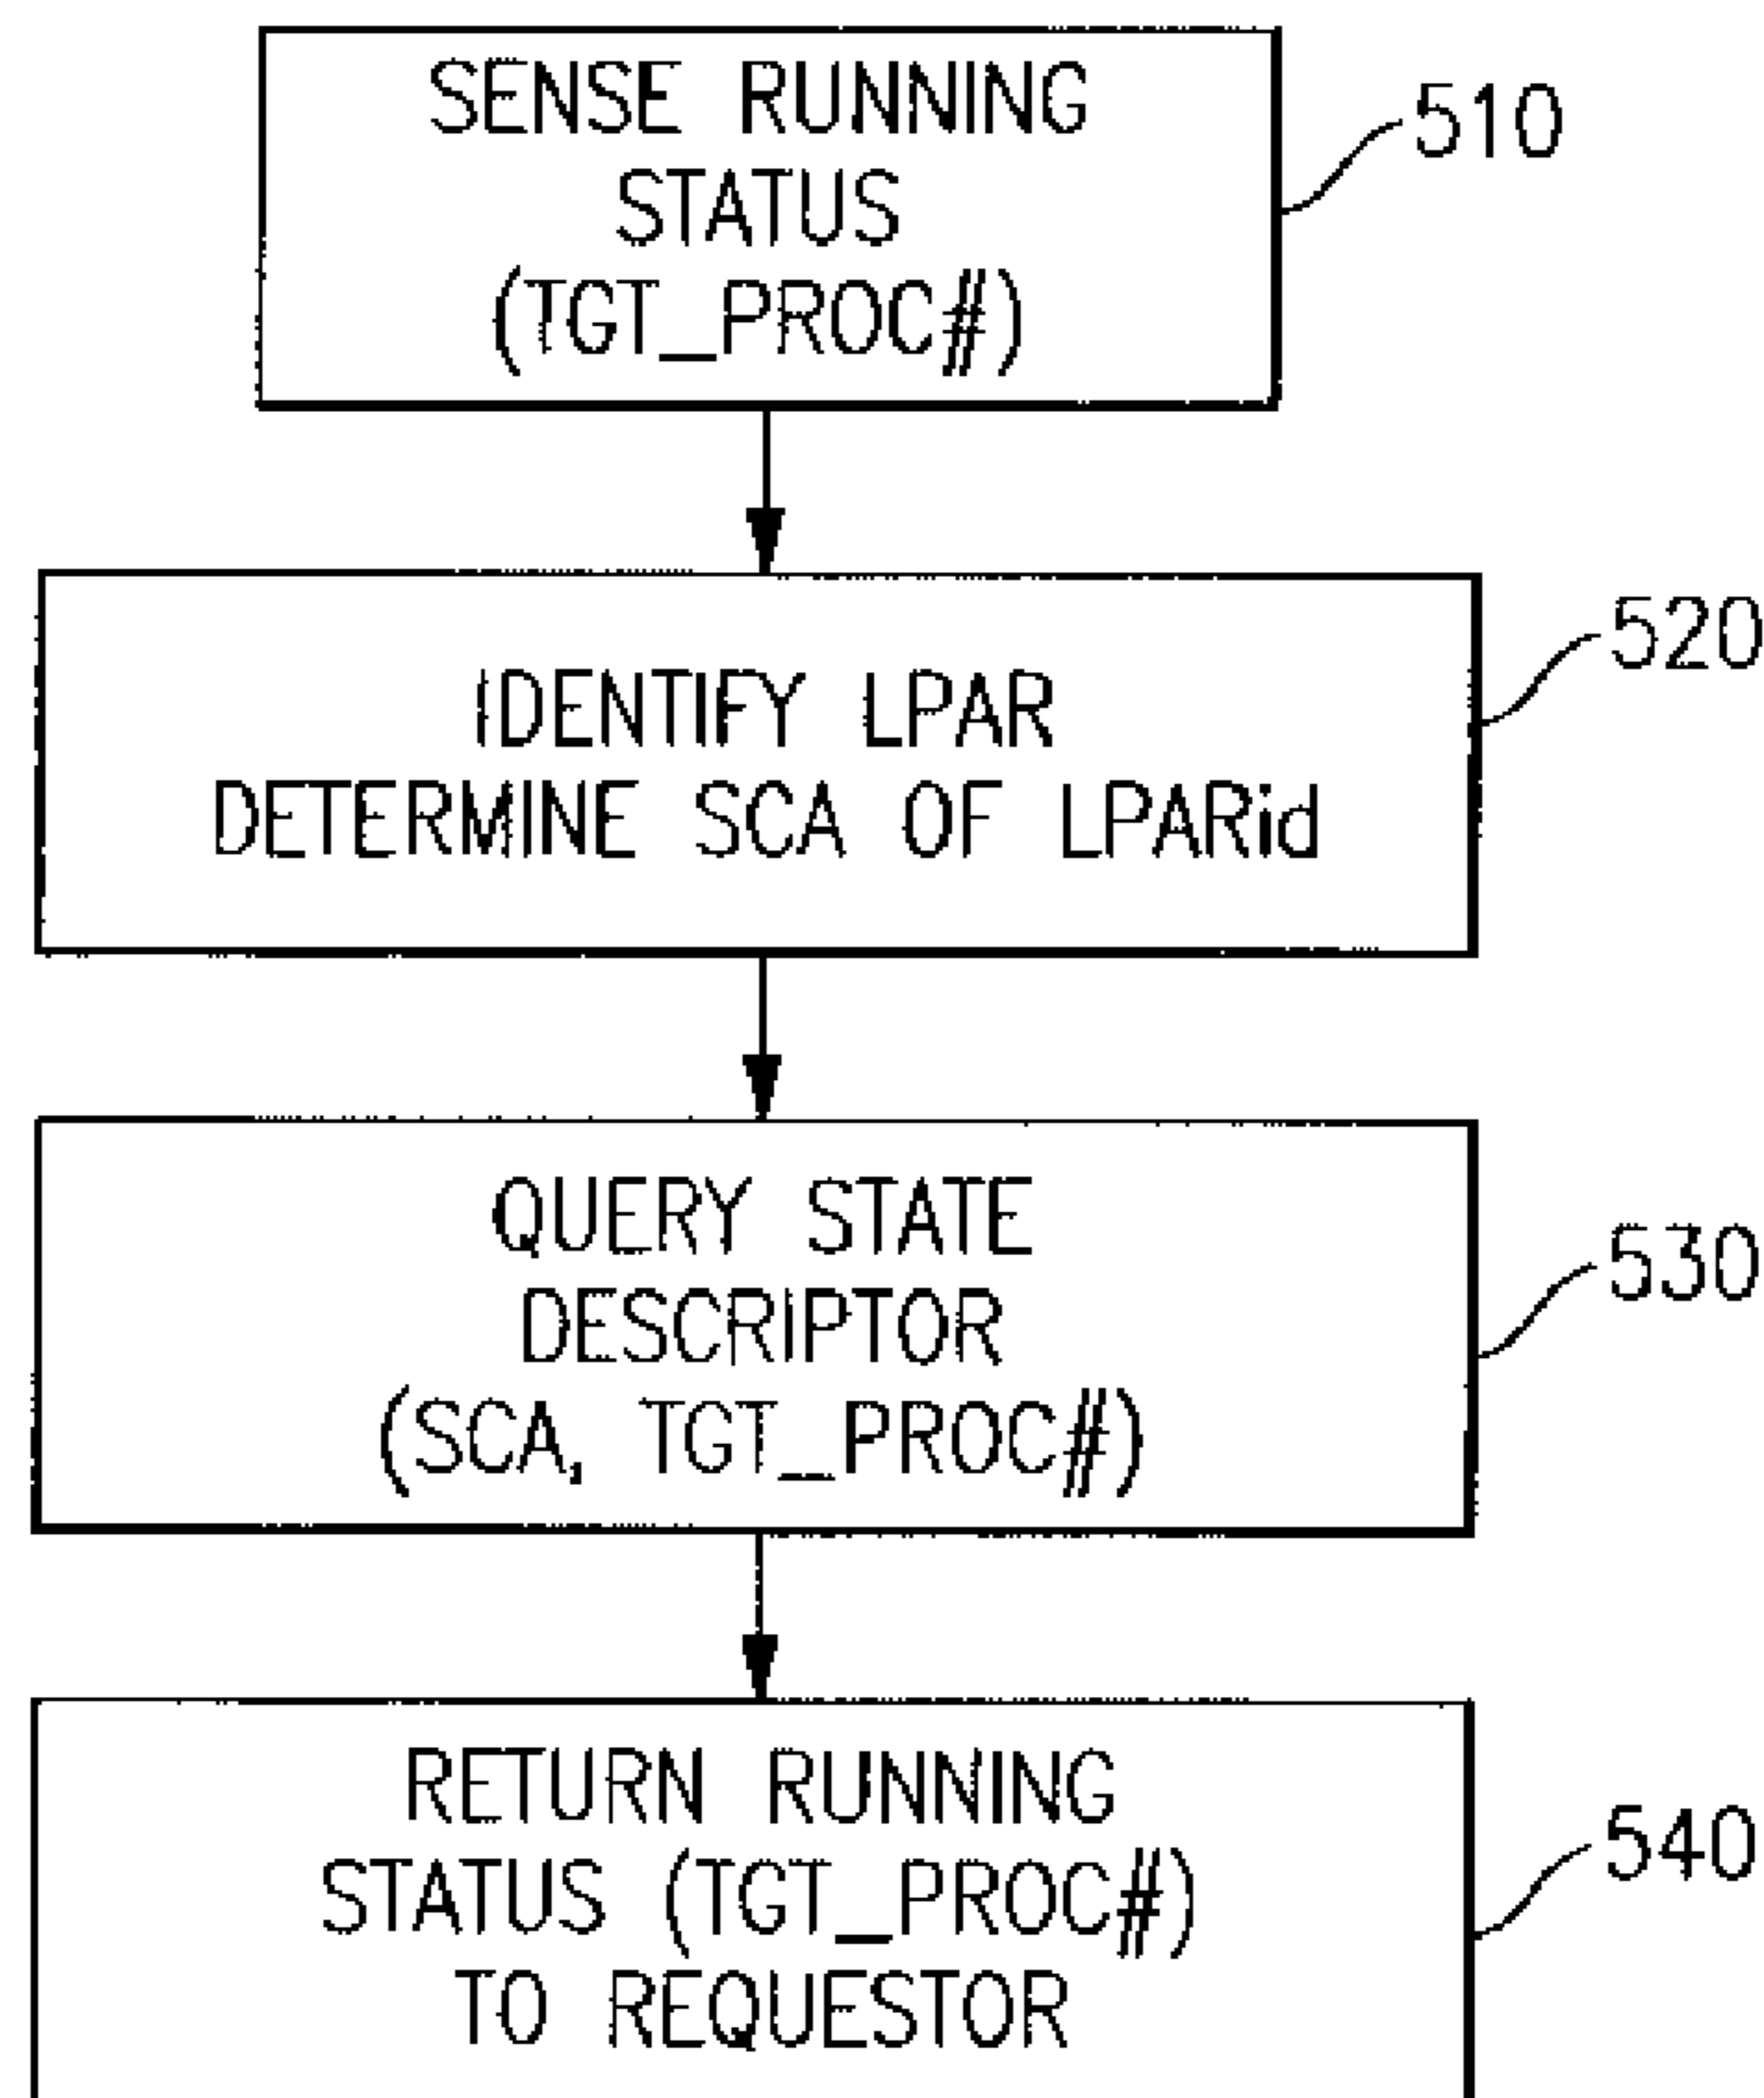 SENSE RUNNING
STATUS
(TGT_PROC#)
510
IDENTIFY LPAR
DETERMINE SCA OF LPARid
520
QUERY STATE
DESCRIPTOR
(SCA, TGT_PROC#)
530
RETURN RUNNING
STATUS (TGT_PROC#)
TO REQUESTOR
540